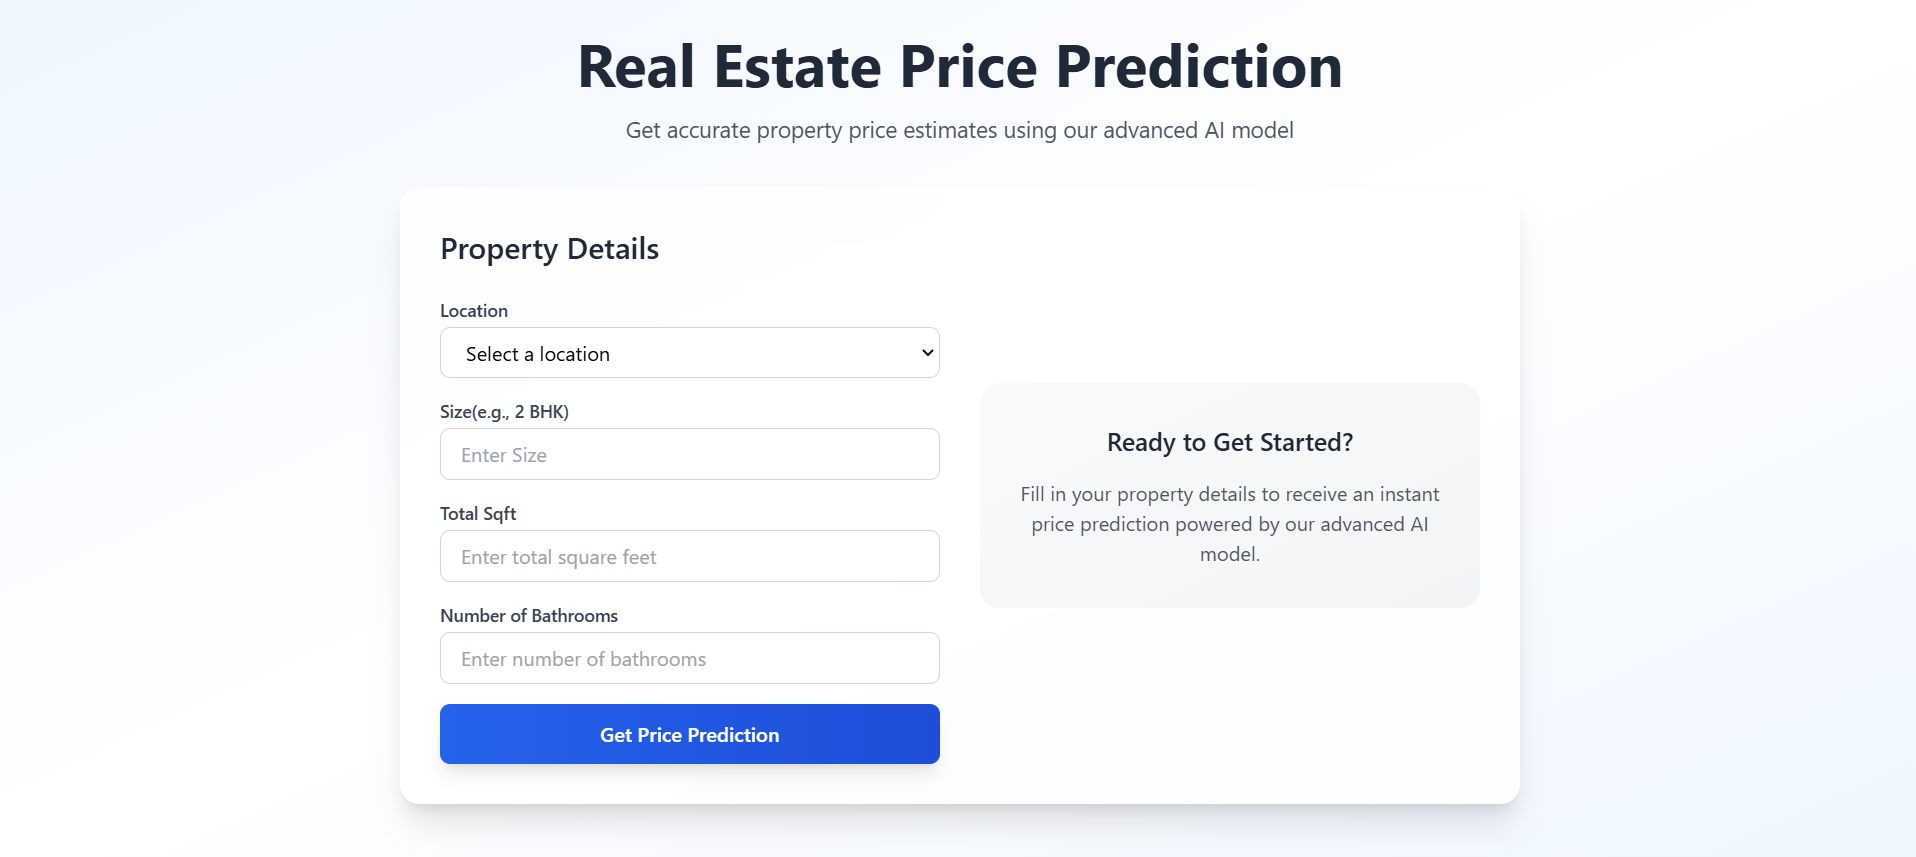 Real Estate Price Prediction
Get accurate property price estimates using our advanced AI model
Property Details
Location
Select a location
Size(e.g., 2 BHK)
Enter Size
Total Sqft
Enter total square feet
Number of Bathrooms
Enter number of bathrooms
Get Price Prediction
Ready to Get Started?
Fill in your property details to receive an instant
price prediction powered by our advanced AI
model.